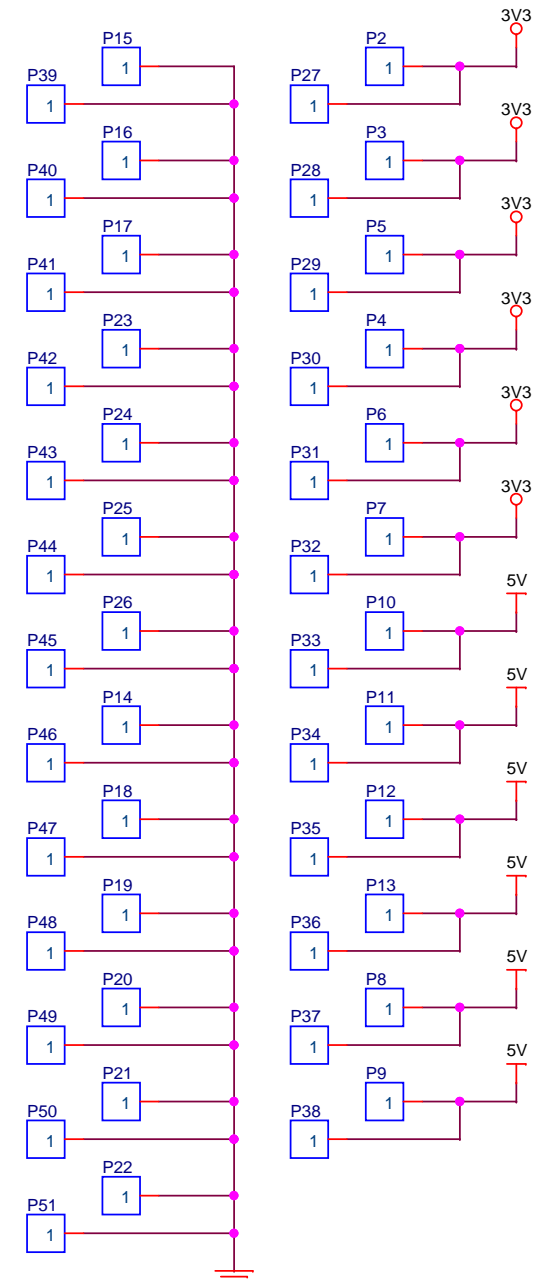 3V3
P15 P2
1 1
P39 P27
1 1
3V3
P16 P3
1 1
P40 P28
1 1
3V3
P17 P5
1 1
P41 P29
1 1
3V3
P23 P4
1 1
P42 P30
1 1
3V3
P24 P6
1 1
P43 P31
1 1
3V3
P25 P7
1 1
P44 P32
1 1
5V
P26 P10
1 1
P45 P33
1 1
5V
P14 P11
1 1
P46 P34
1 1
5V
P18 P12
1 1
P47 P35
1 1
5V
P19 P13
1 1
P48 P36
1 1
5V
P20 P8
1 1
P49 P37
1 1
5V
P21 P9
1 1
P50 P38
1 1
P22
1
P51
1